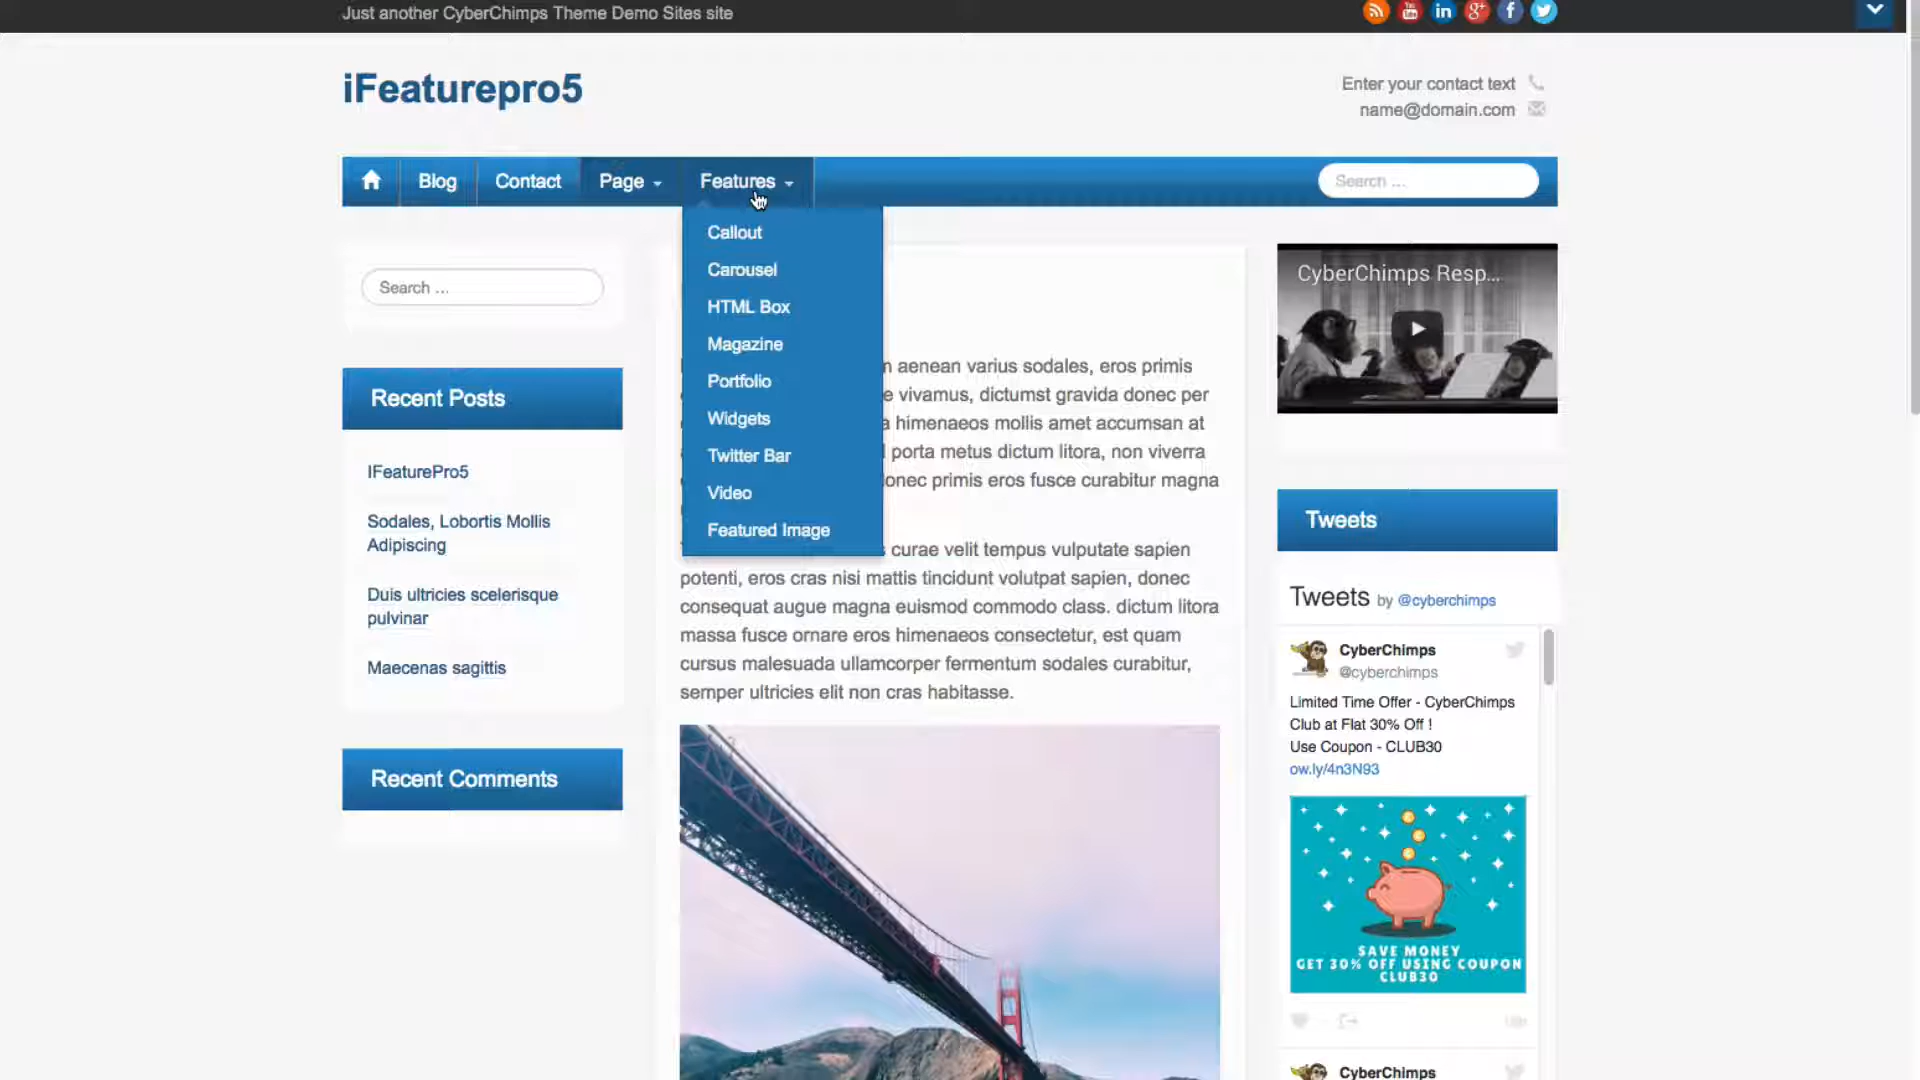 Just another CyberChimps Theme Demo Sites site
iFeaturepro5
Enter your contact text
name@domain.com
Blog
Contact
Page
Features
Search ...
Callout
Carousel
HTML Box
Magazine
Portfolio
Widgets
Twitter Bar
Video
Featured Image
Search ...
Recent Posts
IFeaturePro5
Sodales, Lobortis Mollis
Adipiscing
Duis ultricies scelerisque
pulvinar
Maecenas sagittis
Recent Comments
aenean varius sodales, eros primis
vivamus, dictumst gravida donec per
himenaeos mollis amet accumsan at
porta metus dictum litora, non viverra
primis eros fusce curabitur magna
curae velit tempus vulputate sapien
potenti, eros cras nisi mattis tincidunt volutpat sapien, donec
consequat augue magna euismod commodo class. dictum litora
massa fusce ornare eros himenaeos consectetur, est quam
cursus malesuada ullamcorper fermentum sodales curabitur,
semper ultricies elit non cras habitasse.
CyberChimps Resp...
Tweets
Tweets by @cyberchimps
CyberChimps
@cyberchimps
Limited Time Offer - CyberChimps
Club at Flat 30% Off !
Use Coupon - CLUB30
ow.ly/4n3N93
SAVE MONEY
GET 30% OFF USING COUPON
CLUB30
CyberChimps